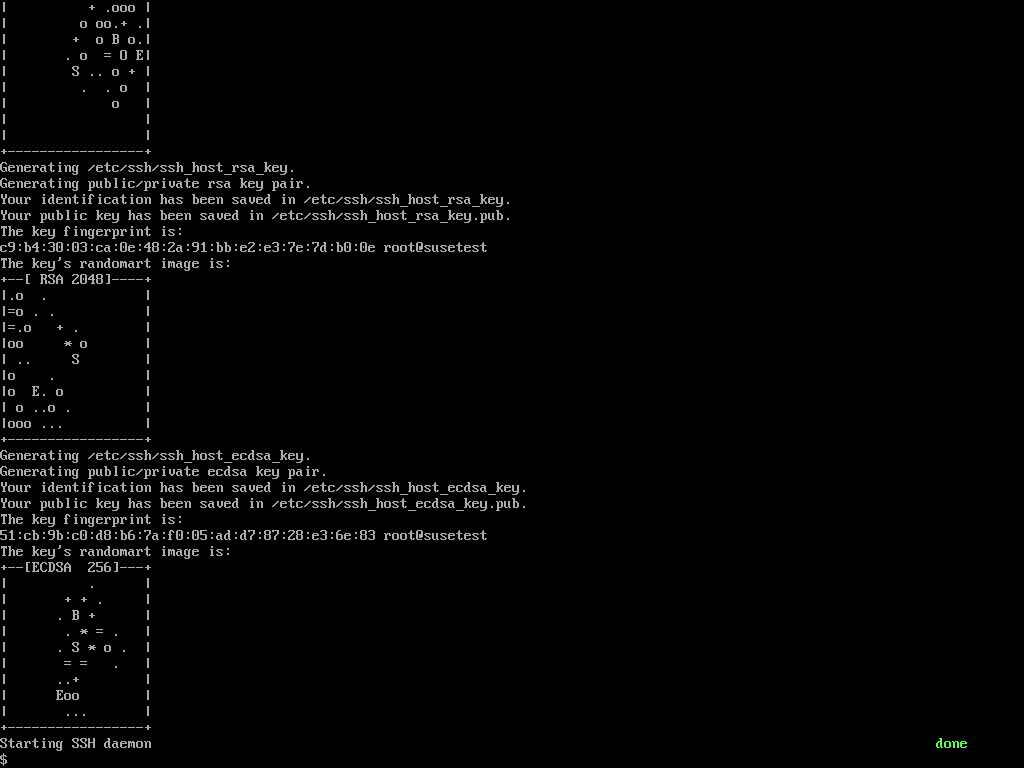 |          + .ooo |
|         o oo.+ .|
|        +  o B o.|
|       . o  = O E|
|        S .. o + |
|         .  . o  |
|             o   |
|                 |
|                 |
+-----------------+
Generating /etc/ssh/ssh_host_rsa_key.
Generating public/private rsa key pair.
Your identification has been saved in /etc/ssh/ssh_host_rsa_key.
Your public key has been saved in /etc/ssh/ssh_host_rsa_key.pub.
The key fingerprint is:
c9:b4:30:03:ca:0e:48:2a:91:bb:e2:e3:7e:7d:b0:0e root@susetest
The key's randomart image is:
+--[ RSA 2048]----+
|.o  .            |
|=o . .           |
|=.o   + .        |
|oo     * o       |
| ..     S        |
|o    .           |
|o  E. o          |
| o ..o .         |
|ooo ...          |
+-----------------+
Generating /etc/ssh/ssh_host_ecdsa_key.
Generating public/private ecdsa key pair.
Your identification has been saved in /etc/ssh/ssh_host_ecdsa_key.
Your public key has been saved in /etc/ssh/ssh_host_ecdsa_key.pub.
The key fingerprint is:
51:cb:9b:c0:d8:b6:7a:f0:05:ad:d7:87:28:e3:6e:83 root@susetest
The key's randomart image is:
+--[ECDSA  256]---+
|          .      |
|       + + .     |
|      . B +      |
|       . * = .   |
|      . S * o .  |
|       = =   .   |
|      ..+        |
|      Eoo        |
|       ...       |
+-----------------+
Starting SSH daemon done
$